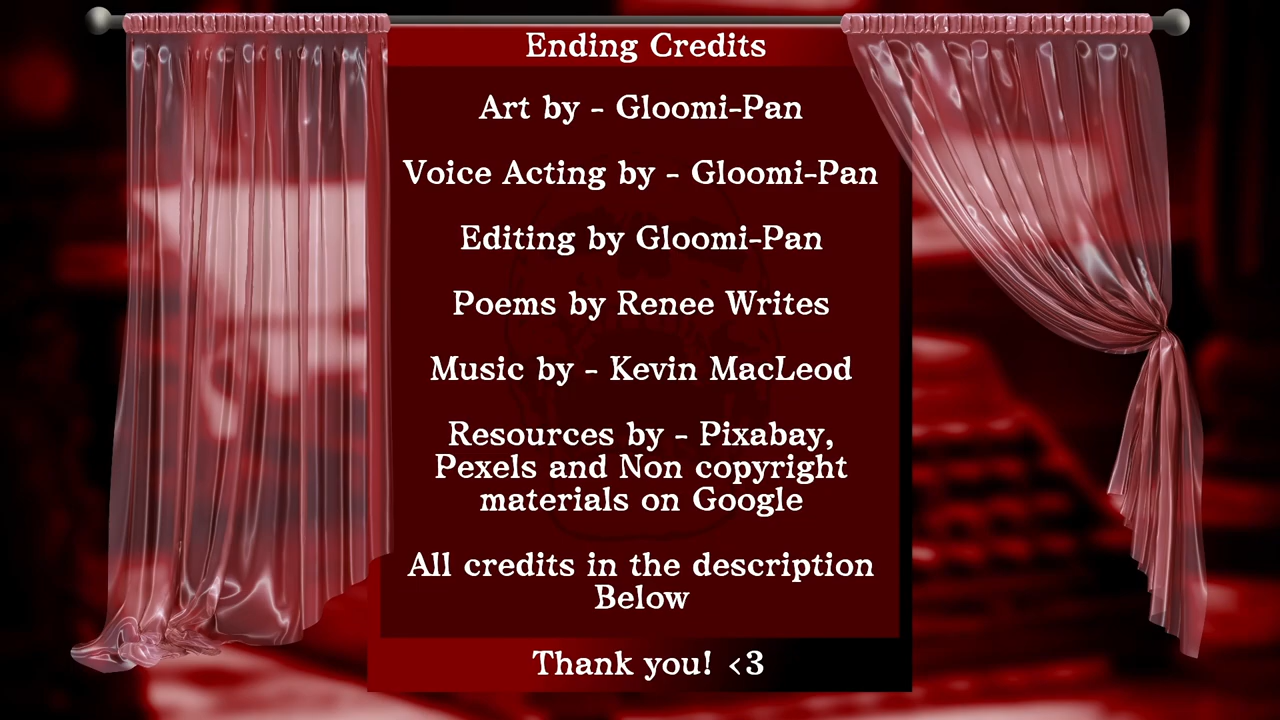 Ending Credits
Art by - Gloomi-Pan
Voice Acting by - Gloomi-Pan
Editing by Gloomi-Pan
Poems by Renee Writes
Music by - Kevin MacLeod
Resources by - Pixabay,
Pexels and Non copyright
materials on Google
All credits in the description
Below
Thank you! <3